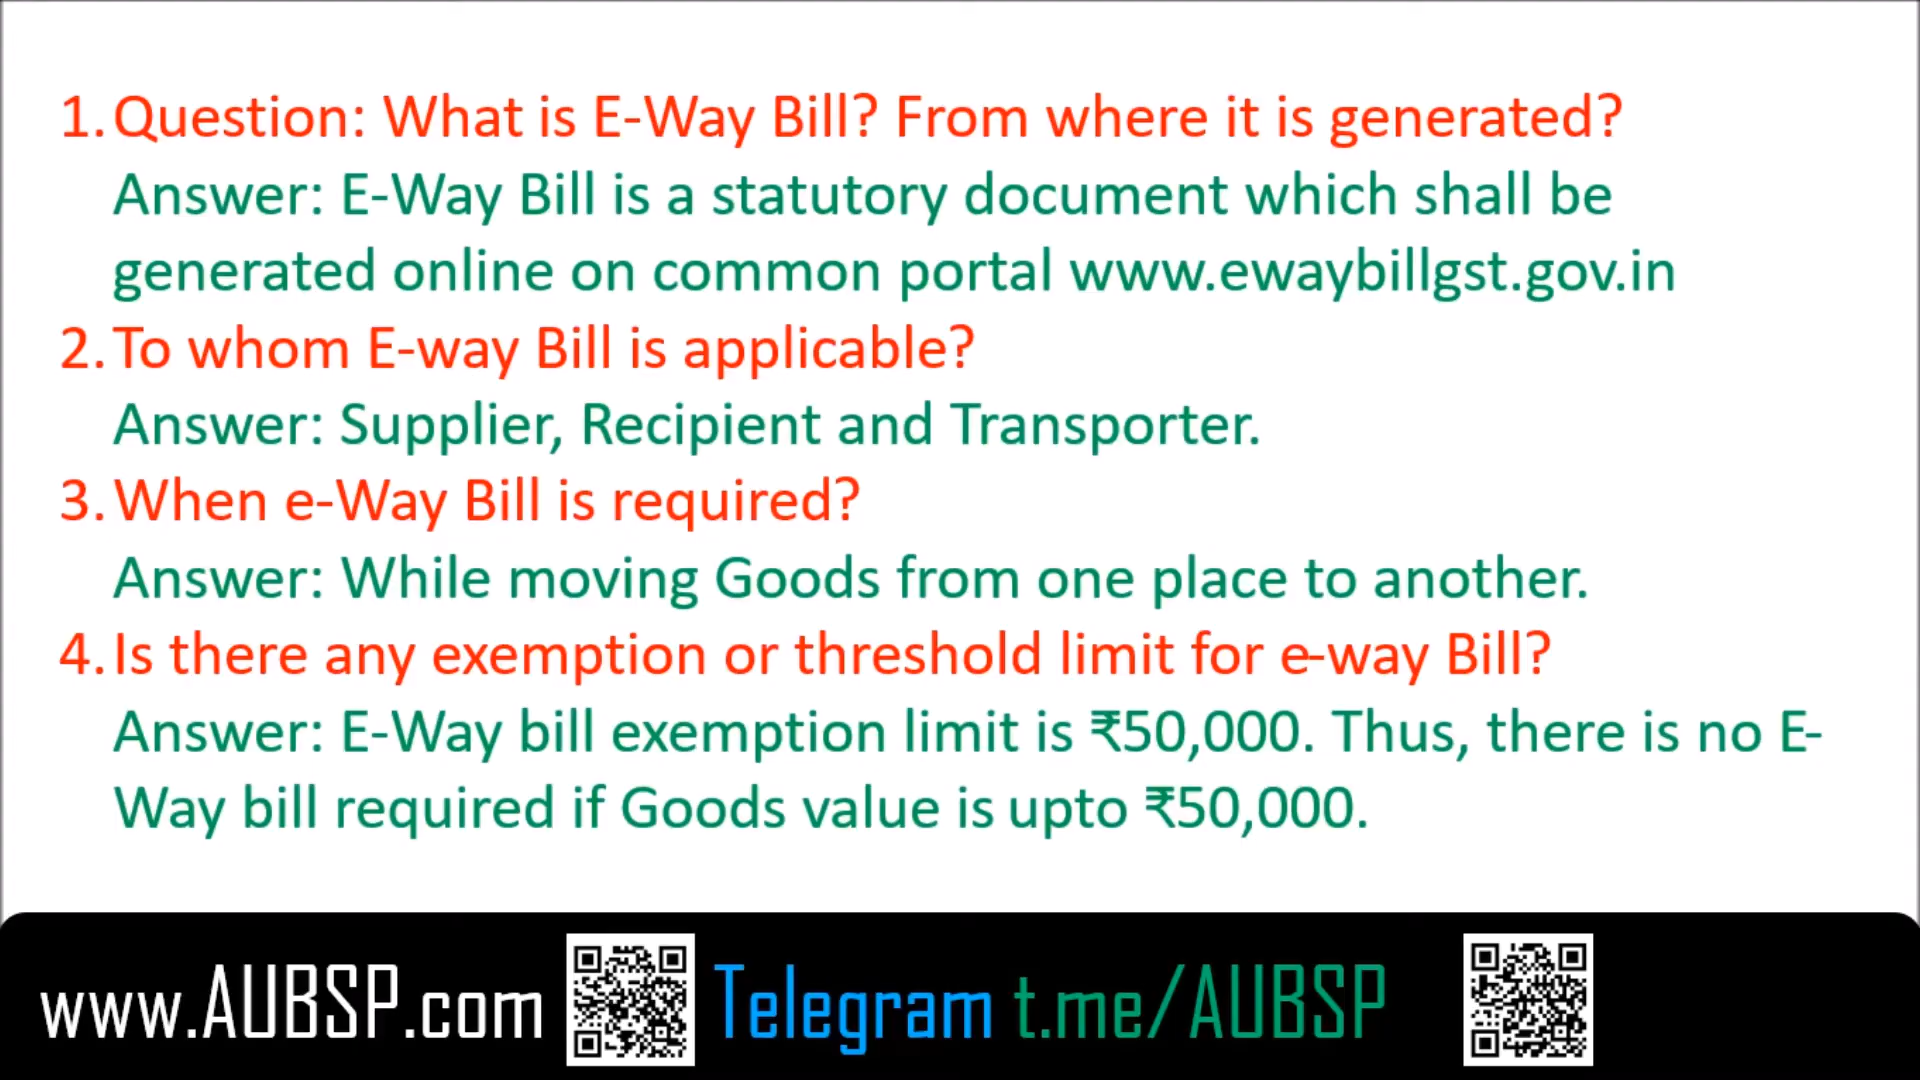 1. Question: What is E-Way Bill? From where it is generated?
Answer: E-Way Bill is a statutory document which shall be
generated online on common portal www.ewaybillgst.gov.in
2. To whom E-way Bill is applicable?
Answer: Supplier, Recipient and Transporter.
3. When e-Way Bill is required?
Answer: While moving Goods from one place to another.
4. Is there any exemption or threshold limit for e-way Bill?
Answer: E-Way bill exemption limit is ₹50,000. Thus, there is no E-
Way bill required if Goods value is upto ₹50,000.
www.AUBSP.com Telegram t.me/AUBSP